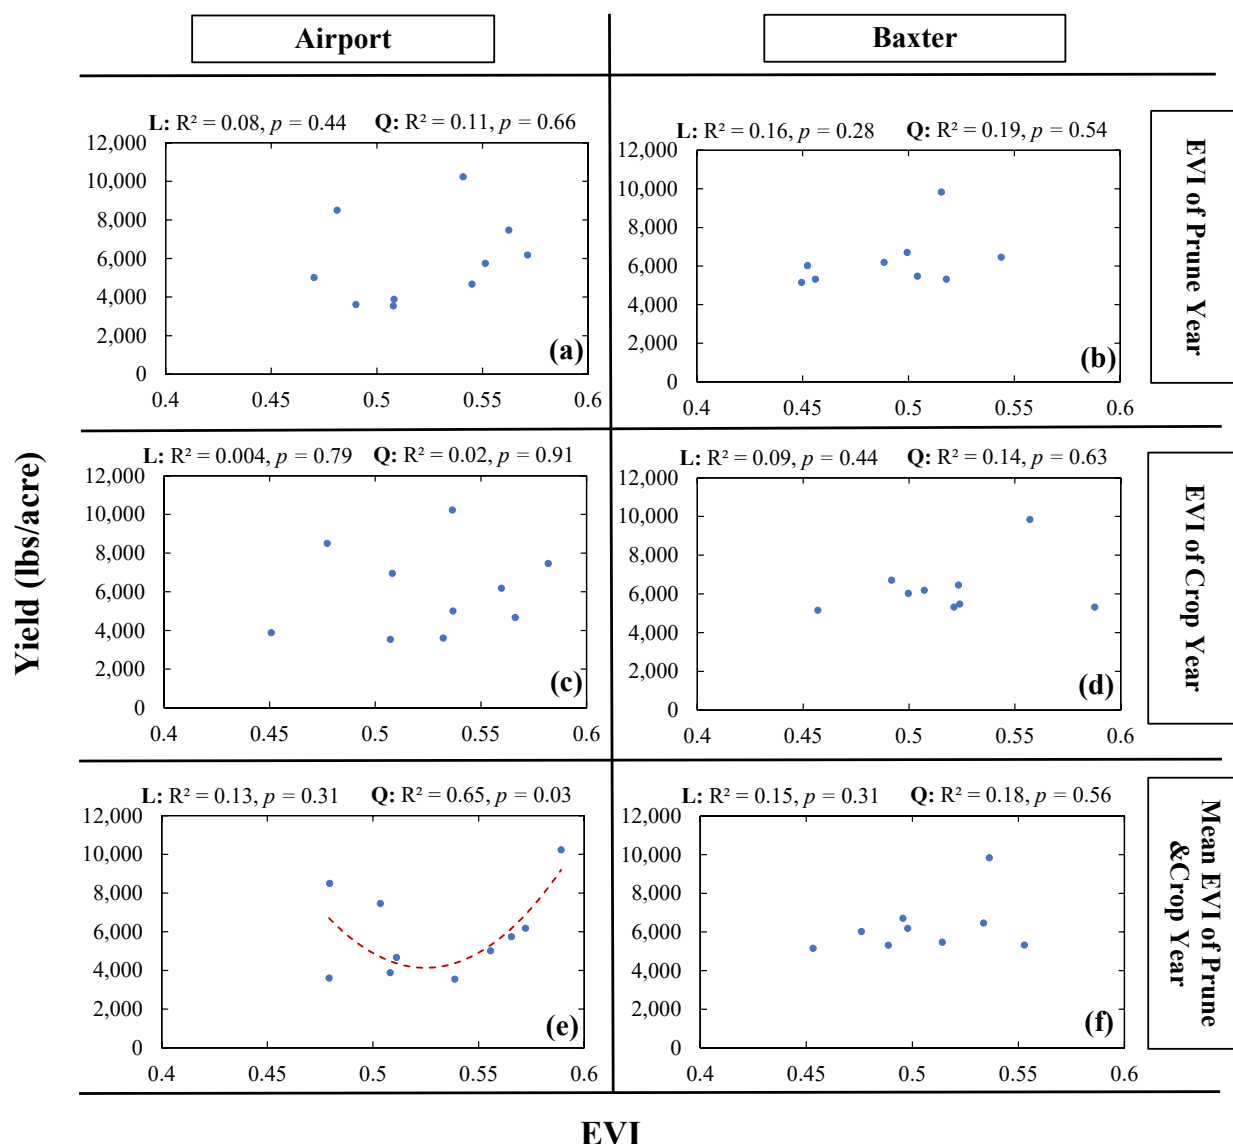 Airport
Baxter
L: R² = 0.08, p = 0.44 Q: R² = 0.11, p = 0.66
12,000
10,000
8,000
6,000
4,000
2,000
0
0.4 0.45 0.5 0.55 0.6
(a)
L: R² = 0.16, p = 0.28 Q: R² = 0.19, p = 0.54
12,000
10,000
8,000
6,000
4,000
2,000
0
0.4 0.45 0.5 0.55 0.6
(b)
EVI of Prune Year
L: R² = 0.004, p = 0.79 Q: R² = 0.02, p = 0.91
12,000
10,000
8,000
6,000
4,000
2,000
0
0.4 0.45 0.5 0.55 0.6
(c)
L: R² = 0.09, p = 0.44 Q: R² = 0.14, p = 0.63
12,000
10,000
8,000
6,000
4,000
2,000
0
0.4 0.45 0.5 0.55 0.6
(d)
EVI of Crop Year
L: R² = 0.13, p = 0.31 Q: R² = 0.65, p = 0.03
12,000
10,000
8,000
6,000
4,000
2,000
0
0.4 0.45 0.5 0.55 0.6
(e)
L: R² = 0.15, p = 0.31 Q: R² = 0.18, p = 0.56
12,000
10,000
8,000
6,000
4,000
2,000
0
0.4 0.45 0.5 0.55 0.6
(f)
Mean EVI of Prune
&Crop Year
Yield (lbs/acre)
EVI